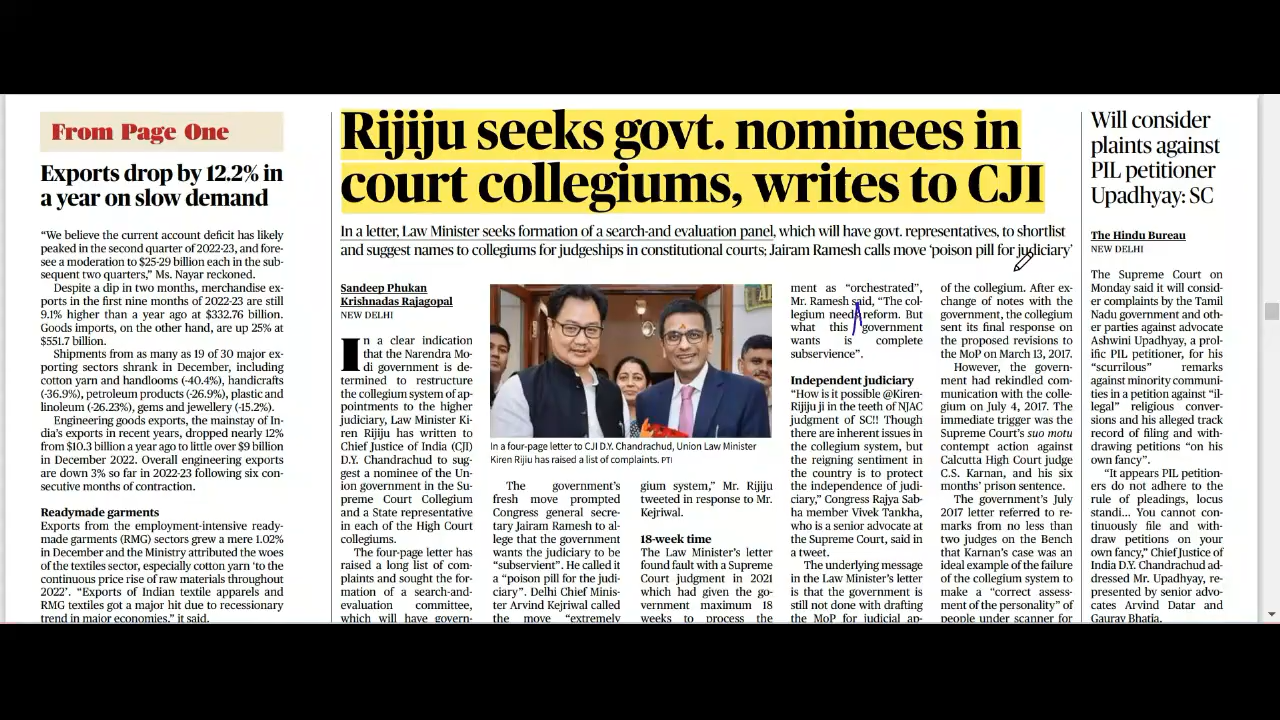 From Page One
Exports drop by 12.2% in
a year on slow demand
“We believe the current account deficit has likely
peaked in the second quarter of 2022-23, and fore-
see a moderation to $25-29 billion each in the sub-
sequent two quarters,” Ms. Nayar reckoned.
Despite a dip in two months, merchandise ex-
ports in the first nine months of 2022-23 are still
9.1% higher than a year ago at $332.76 billion.
Goods imports, on the other hand, are up 25% at
$551.7 billion.
Shipments from as many as 19 of 30 major ex-
porting sectors shrank in December, including
cotton yarn and handlooms (-40.4%), handicrafts
(-36.9%), petroleum products (-26.9%), plastic and
linoleum (-26.23%), gems and jewellery (-15.2%).
Engineering goods exports, the mainstay of In-
dia’s exports in recent years, dropped nearly 12%
from $10.3 billion a year ago to little over $9 billion
in December 2022. Overall engineering exports
are down 3% so far in 2022-23 following six con-
secutive months of contraction.
Readymade garments
Exports from the employment-intensive ready-
made garments (RMG) sectors grew a mere 1.02%
in December and the Ministry attributed the woes
of the textiles sector, especially cotton yarn ‘to the
continuous price rise of raw materials throughout
2022’. “Exports of Indian textile apparels and
RMG textiles got a major hit due to recessionary
trend in major economies,” it said.
Rijiju seeks govt. nominees in
court collegiums, writes to CJI
In a letter, Law Minister seeks formation of a search-and evaluation panel, which will have govt. representatives, to shortlist
and suggest names to collegiums for judgeships in constitutional courts; Jairam Ramesh calls move ‘poison pill for judiciary’
Sandeep Phukan
Krishnadas Rajagopal
NEW DELHI
In a clear indication
that the Narendra Mo-
di government is de-
termined to restructure
the collegium system of ap-
pointments to the higher
judiciary, Law Minister Ki-
ren Rijiju has written to
Chief Justice of India (CJI)
D.Y. Chandrachud to sug-
gest a nominee of the Un-
ion government in the Su-
preme Court Collegium
and a State representative
in each of the High Court
collegiums.
The four-page letter has
raised a long list of com-
plaints and sought the for-
mation of a search-and-
evaluation committee,
which will have govern-
In a four-page letter to CJI D.Y. Chandrachud, Union Law Minister
Kiren Rijiu has raised a list of complaints. PTI
The government’s
fresh move prompted
Congress general secre-
tary Jairam Ramesh to al-
lege that the government
wants the judiciary to be
“subservient”. He called it
a “poison pill for the judi-
ciary”. Delhi Chief Minis-
ter Arvind Kejriwal called
the move “extremely
gium system,” Mr. Rijiju
tweeted in response to Mr.
Kejriwal.
18-week time
The Law Minister’s letter
found fault with a Supreme
Court judgment in 2021
which had given the go-
vernment maximum 18
weeks to process the
ment as “orchestrated”,
Mr. Ramesh said, “The col-
legium needs reform. But
what this government
wants is complete
subservience”.
Independent judiciary
“How is it possible @Kiren-
Rijiju ji in the teeth of NJAC
judgment of SC!! Though
there are inherent issues in
the collegium system, but
the reigning sentiment in
the country is to protect
the independence of judi-
ciary,” Congress Rajya Sab-
ha member Vivek Tankha,
who is a senior advocate at
the Supreme Court, said in
a tweet.
The underlying message
in the Law Minister’s letter
is that the government is
still not done with drafting
the MoP for judicial ap-
of the collegium. After ex-
change of notes with the
government, the collegium
sent its final response on
the proposed revisions to
the MoP on March 13, 2017.
However, the govern-
ment had rekindled com-
munication with the colle-
gium on July 4, 2017. The
immediate trigger was the
Supreme Court’s suo motu
contempt action against
Calcutta High Court judge
C.S. Karnan, and his six
months’ prison sentence.
The government’s July
2017 letter referred to re-
marks from no less than
two judges on the Bench
that Karnan’s case was an
ideal example of the failure
of the collegium system to
make a “correct assess-
ment of the personality” of
people under scanner for
Will consider
plaints against
PIL petitioner
Upadhyay: SC
The Hindu Bureau
NEW DELHI
The Supreme Court on
Monday said it will consid-
er complaints by the Tamil
Nadu government and oth-
er parties against advocate
Ashwini Upadhyay, a prol-
ific PIL petitioner, for his
“scurrilous” remarks
against minority communi-
ties in a petition against “il-
legal” religious conver-
sions and his alleged track
record of filing and with-
drawing petitions “on his
own fancy”.
“It appears PIL petition-
ers do not adhere to the
rule of pleadings, locus
standi... You cannot con-
tinuously file and with-
draw petitions on your
own fancy,” Chief Justice of
India D.Y. Chandrachud ad-
dressed Mr. Upadhyay, re-
presented by senior advo-
cates Arvind Datar and
Gaurav Bhatia.